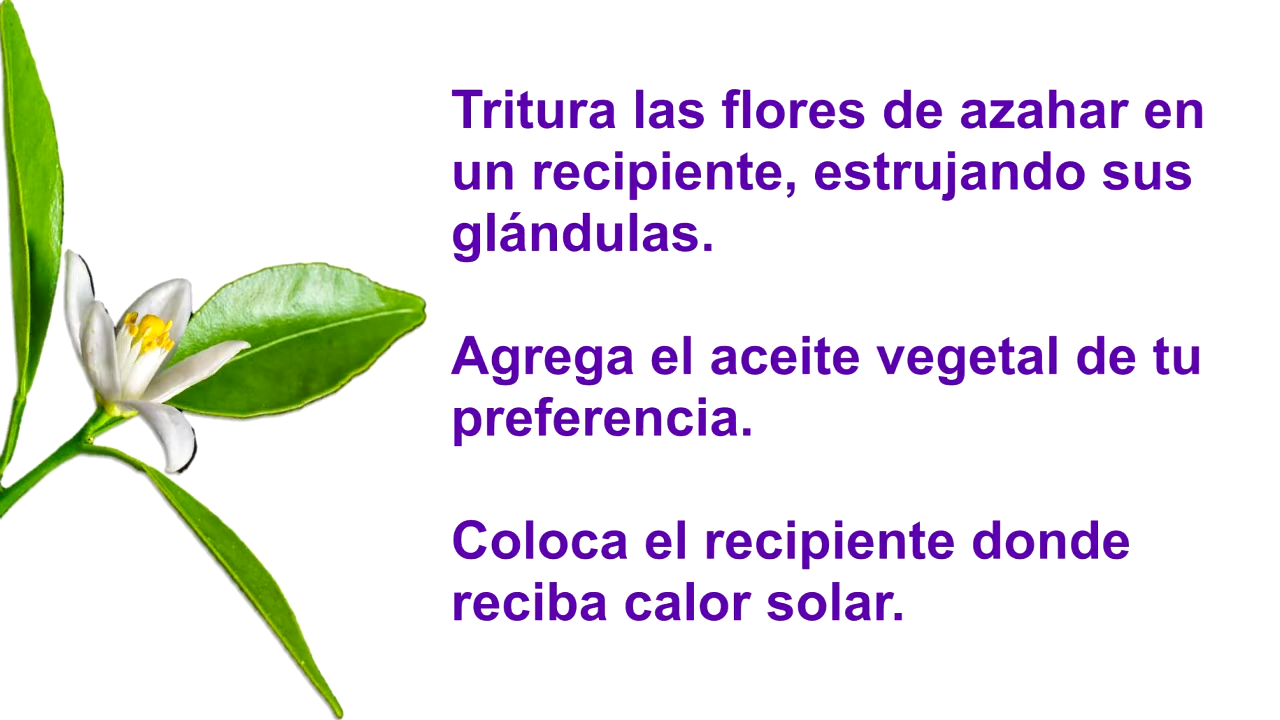 Tritura las flores de azahar en
un recipiente, estrujando sus
glándulas.
Agrega el aceite vegetal de tu
preferencia.
Coloca el recipiente donde
reciba calor solar.